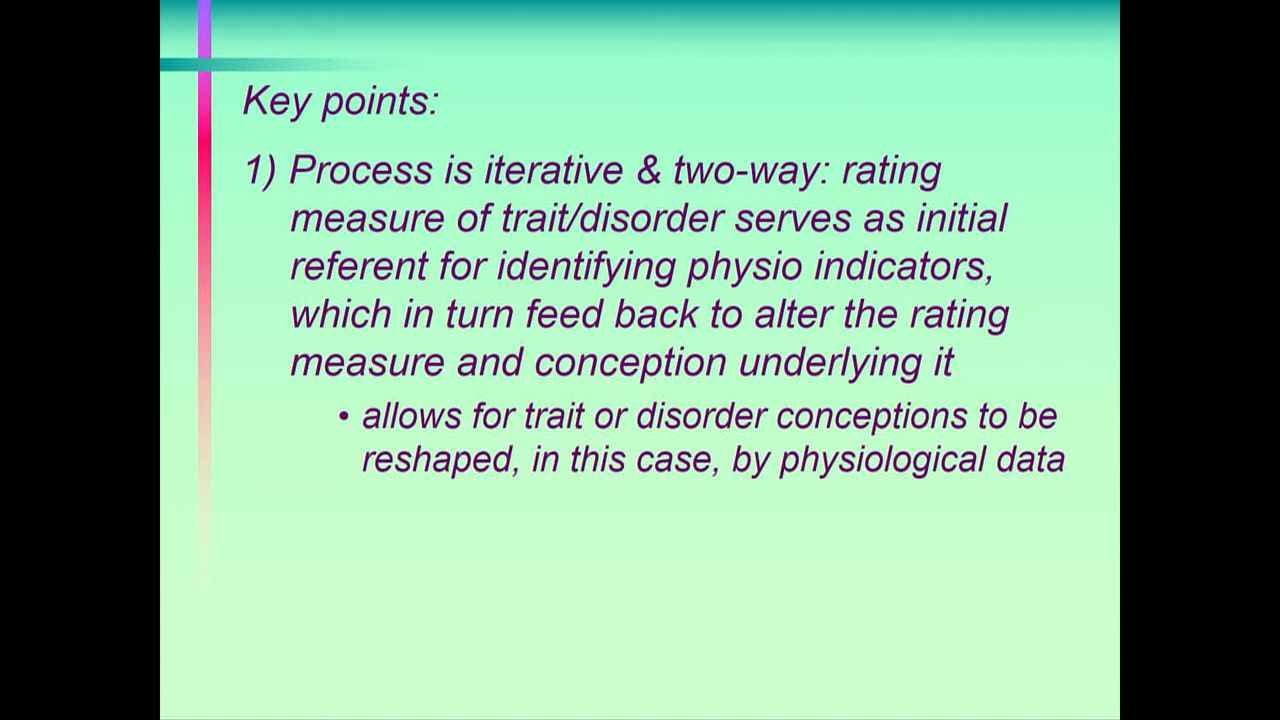 Key points:
1) Process is iterative & two-way: rating
measure of trait/disorder serves as initial
referent for identifying physio indicators,
which in turn feed back to alter the rating
measure and conception underlying it
• allows for trait or disorder conceptions to be
reshaped, in this case, by physiological data